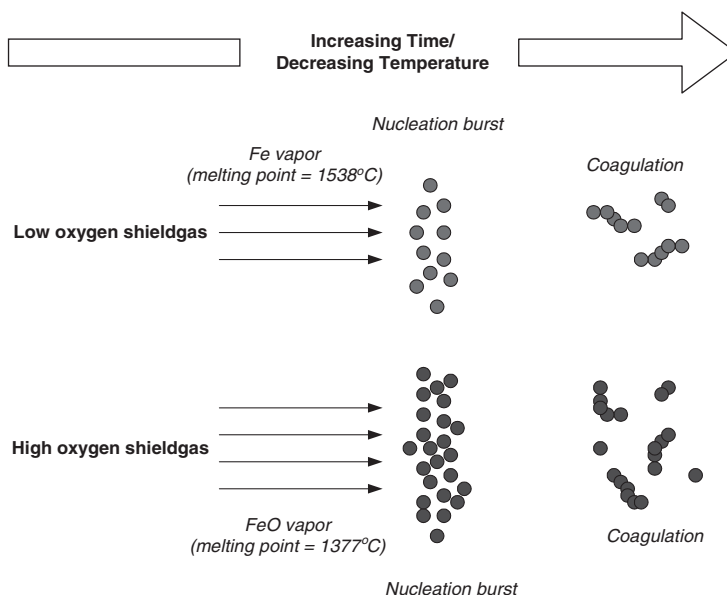 Increasing Time/
Decreasing Temperature
Nucleation burst
Fe vapor
(melting point = 1538°C)
Coagulation
Low oxygen shieldgas
High oxygen shieldgas
FeO vapor
(melting point = 1377°C)
Coagulation
Nucleation burst